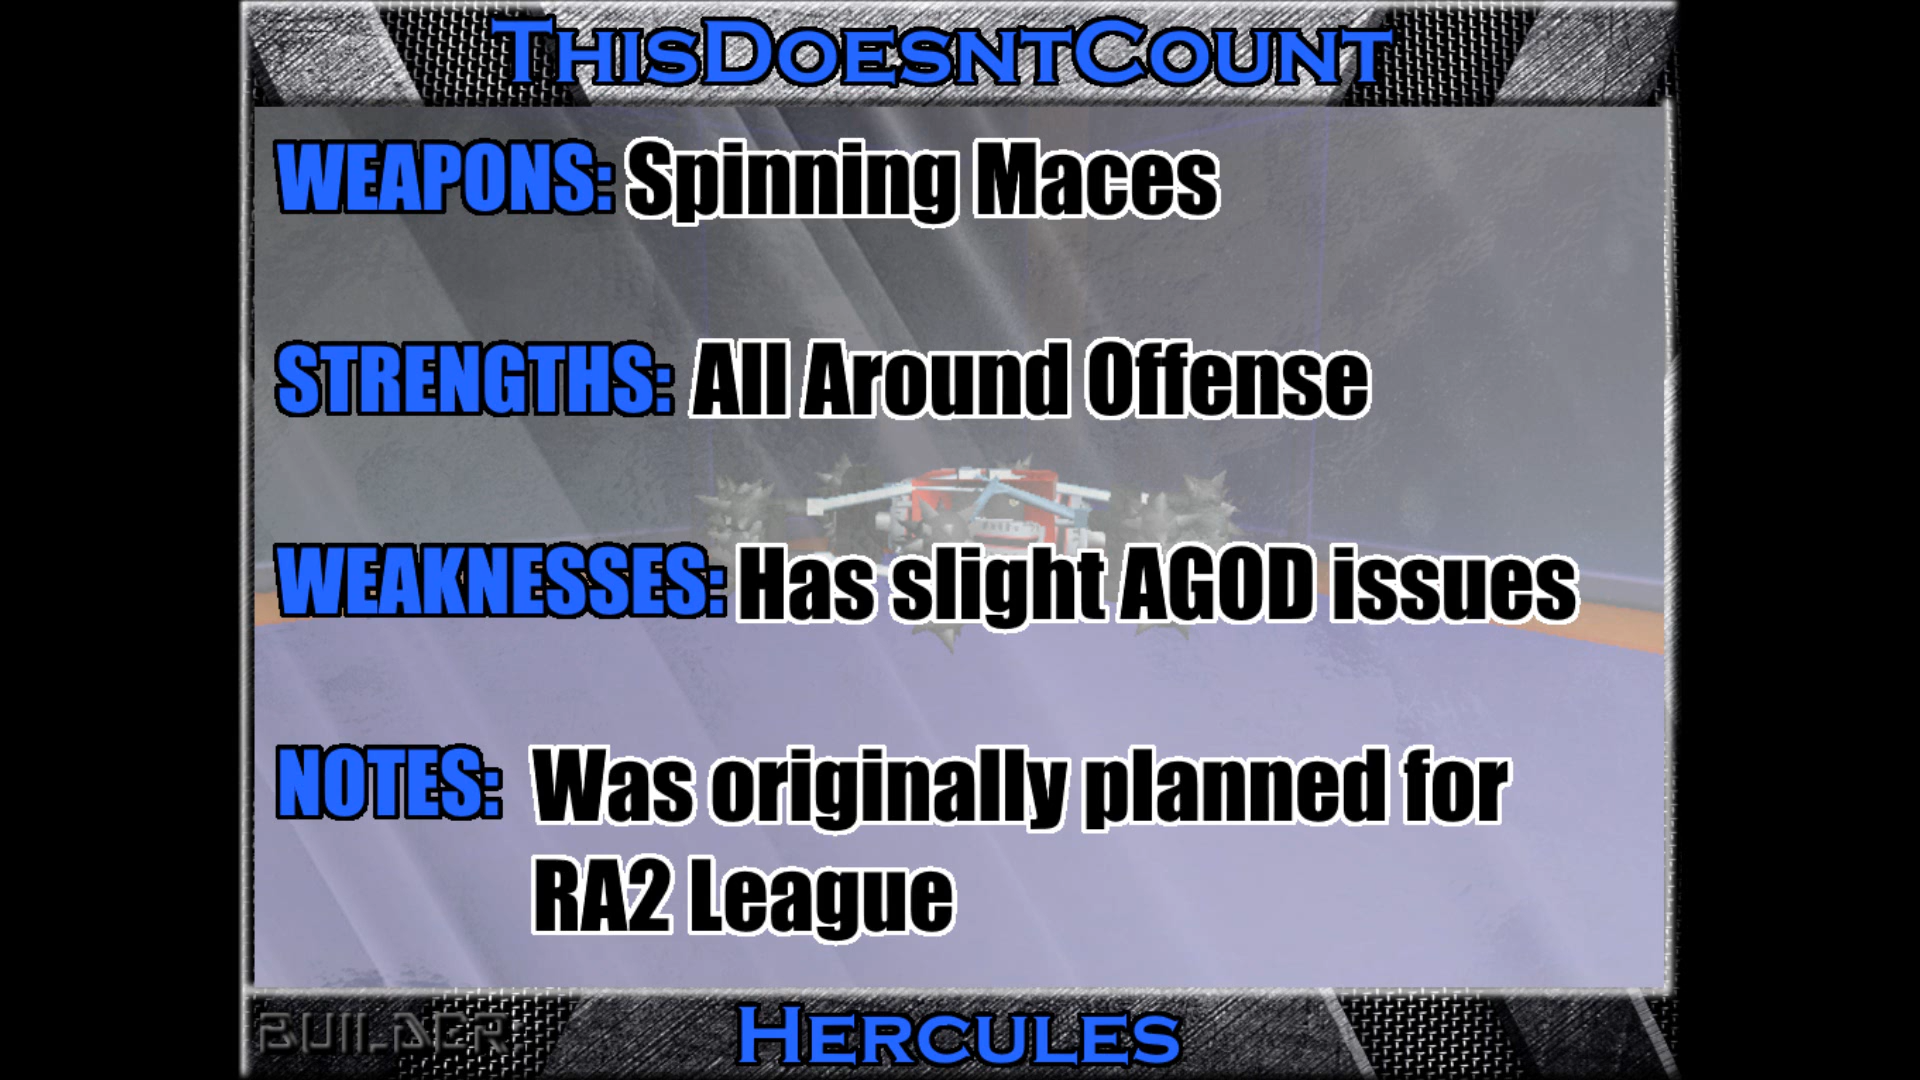 ThisDoesntCount
WEAPONS: Spinning Maces
STRENGTHS: All Around Offense
WEAKNESSES: Has slight AGOD issues
NOTES: Was originally planned for
RA2 League
BUILDER
Hercules